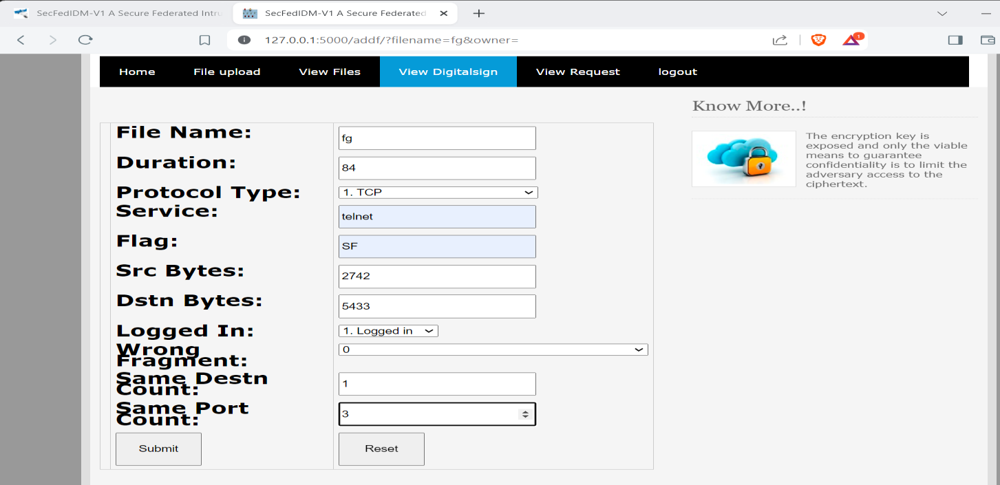 SecFedIDM-V1 A Secure Federated Intru
SecFedIDM-V1 A Secure Federated
127.0.0.1:5000/addf/?filename=fg&owner=
1
Home File upload View Files View Digitalsign View Request logout
Know More..!
The encryption key is
exposed and only the viable
means to guarantee
confidentiality is to limit the
adversary access to the
ciphertext.
File Name: fg
Duration: 84
Protocol Type: 1. TCP
Service: telnet
Flag: SF
Src Bytes: 2742
Dstn Bytes: 5433
Logged In: 1. Logged in
Wrong
Fragment: 0
Same Destn
Count: 1
Same Port
Count: 3
Submit Reset